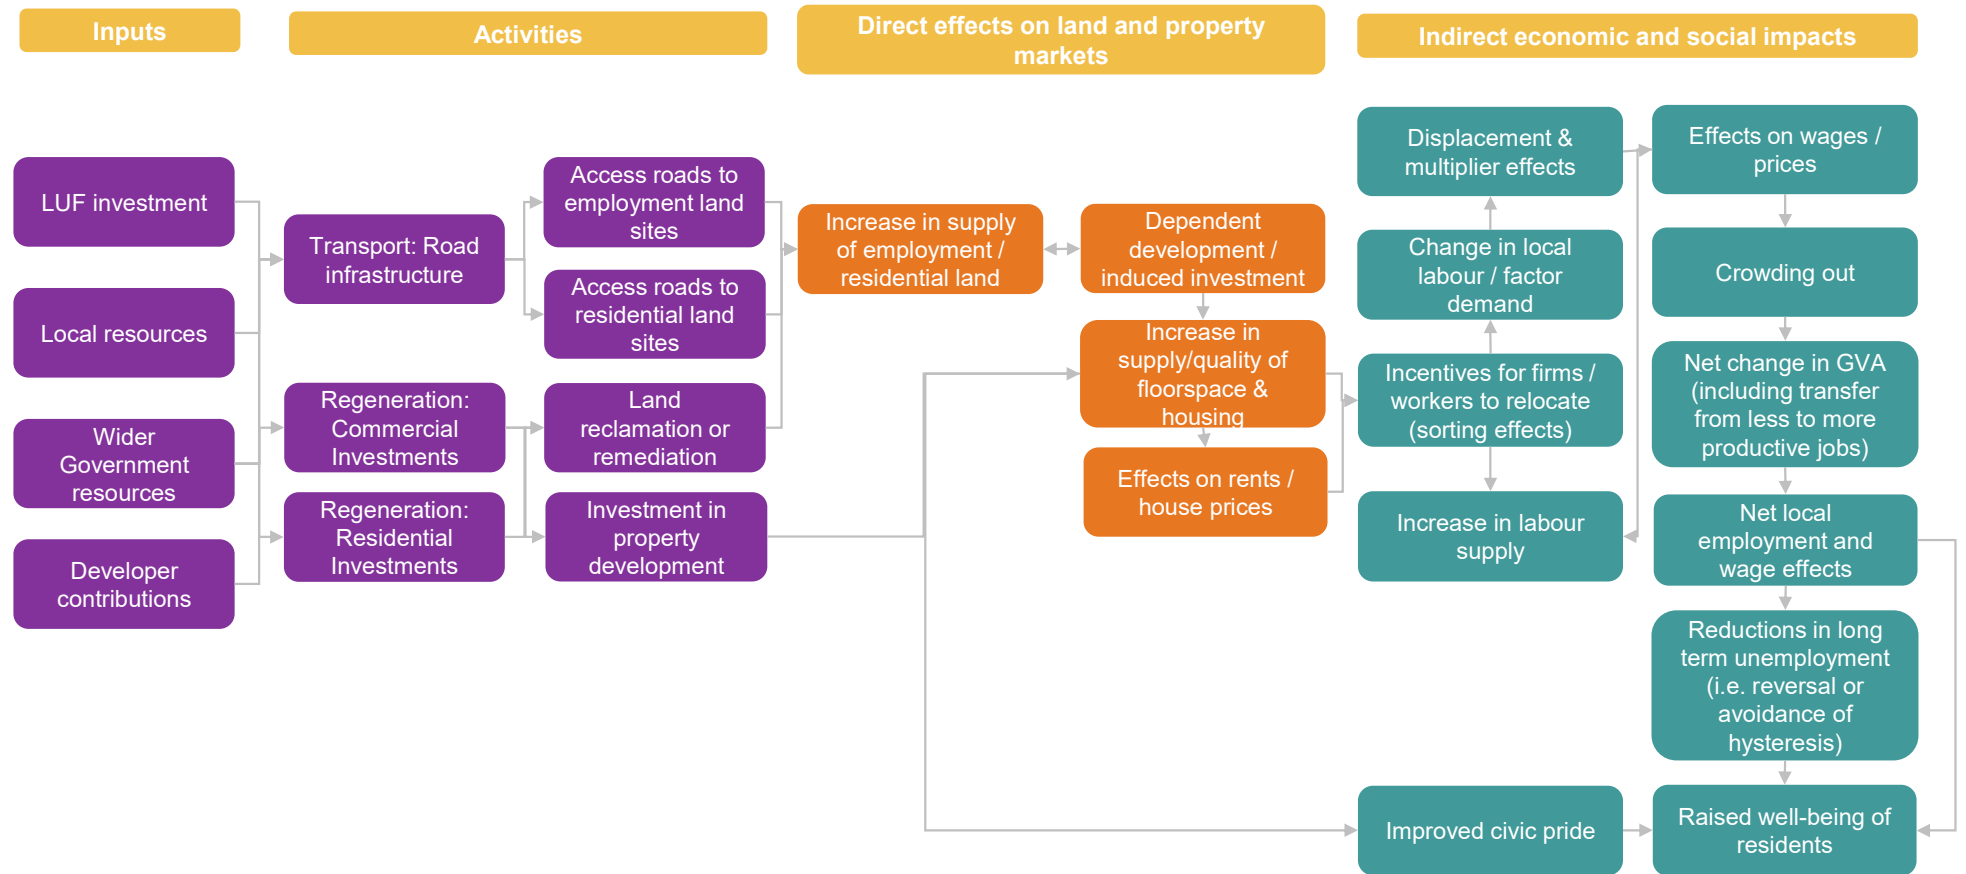 Inputs
Activities
Direct effects on land and property
markets
Indirect economic and social impacts
LUF investment
Local resources
Wider
Government
resources
Developer
contributions
Transport: Road
infrastructure
Regeneration:
Commercial
Investments
Regeneration:
Residential
Investments
Access roads to
employment land
sites
Access roads to
residential land
sites
Land
reclamation or
remediation
Investment in
property
development
Increase in supply
of employment /
residential land
Dependent
development /
induced investment
Increase in
supply/quality of
floorspace &
housing
Effects on rents /
house prices
Displacement &
multiplier effects
Change in local
labour / factor
demand
Incentives for firms /
workers to relocate
(sorting effects)
Increase in labour
supply
Improved civic pride
Effects on wages /
prices
Crowding out
Net change in GVA
(including transfer
from less to more
productive jobs)
Net local
employment and
wage effects
Reductions in long
term unemployment
(i.e. reversal or
avoidance of
hysteresis)
Raised well-being of
residents